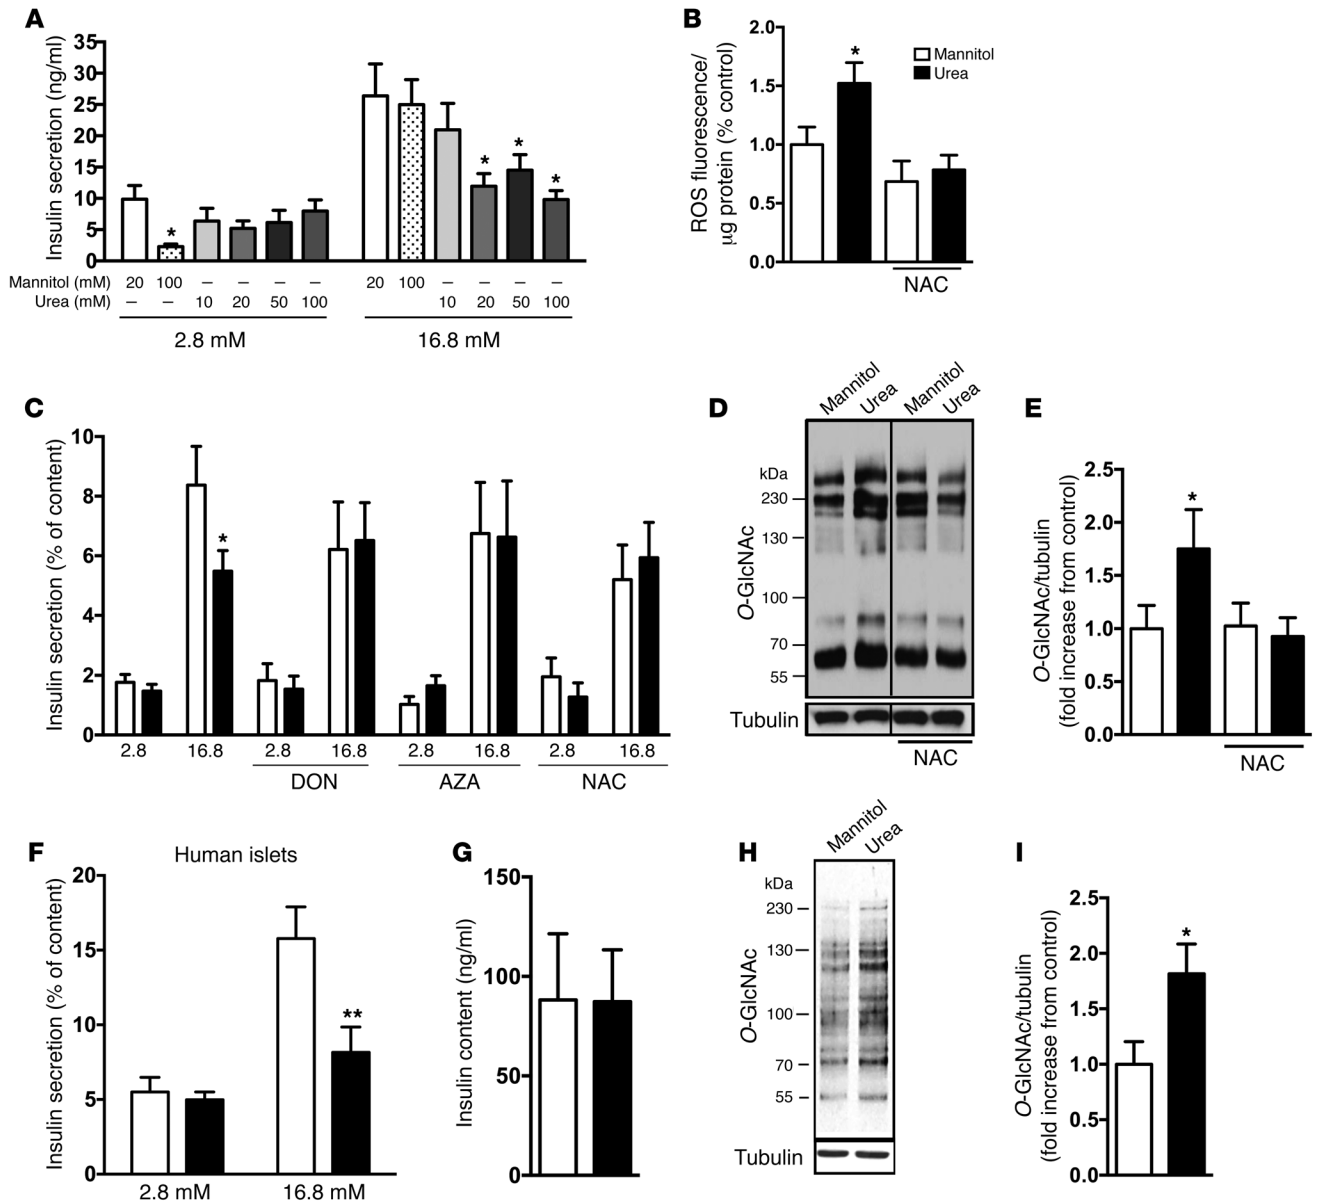 A
Insulin secretion (ng/ml)
35
30
25
20
15
10
5
0
*
* * *
Mannitol (mM) 20 100 – – – – 20 100 – – – –
Urea (mM) – – 10 20 50 100 – – 10 20 50 100
2.8 mM 16.8 mM
B
ROS fluorescence/
µg protein (% control)
2.0
1.5
1.0
0.5
0.0
*
Mannitol
Urea
NAC
C
Insulin secretion (% of content)
10
8
6
4
2
0
*
2.8 16.8 2.8 16.8 2.8 16.8 2.8 16.8
DON AZA NAC
D
Mannitol Urea Mannitol Urea
O-GlcNAc
kDa
230
130
100
70
55
Tubulin
NAC
E
O-GlcNAc/tubulin
(fold increase from control)
2.5
2.0
1.5
1.0
0.5
0.0
*
NAC
F
Human islets
Insulin secretion (% of content)
20
15
10
5
0
**
2.8 mM 16.8 mM
G
Insulin content (ng/ml)
150
100
50
0
H
Mannitol Urea
O-GlcNAc
kDa
230
130
100
70
55
Tubulin
I
O-GlcNAc/tubulin
(fold increase from control)
2.5
2.0
1.5
1.0
0.5
0.0
*